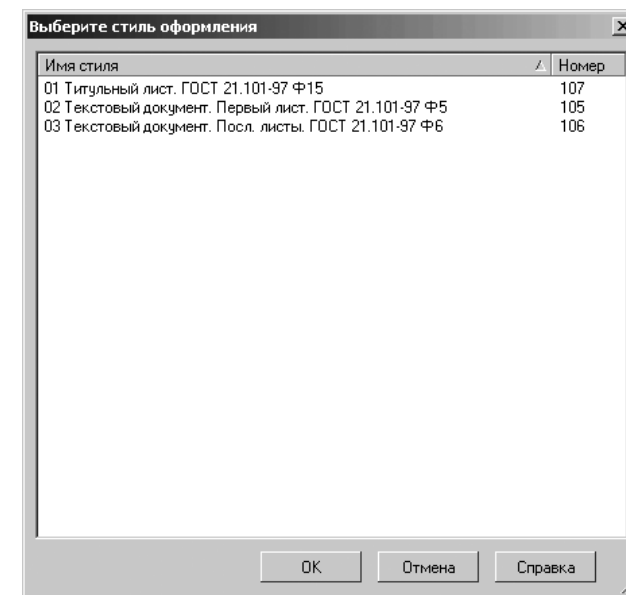 Выберите стиль оформления
Имя стиля Номер
01 Титульный лист. ГОСТ 21.101-97 Ф15 107
02 Текстовый документ. Первый лист. ГОСТ 21.101-97 Ф5 105
03 Текстовый документ. Посл. листы. ГОСТ 21.101-97 Ф6 106
OK Отмена Справка